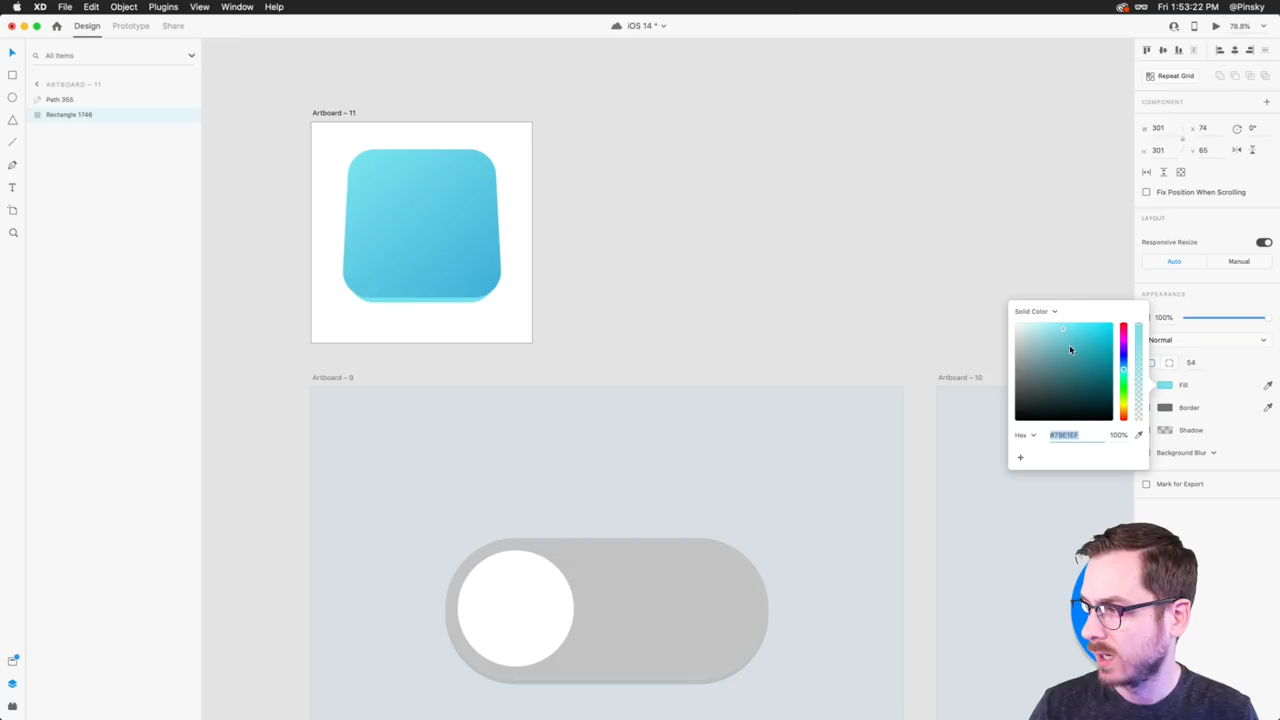 XD File Edit Object Plugins View Window Help
Fri 1:53:22 PM @Pinsky
Design Prototype Share
iOS 14 *
78.8%
All Items
ARTBOARD – 11
Path 355
Rectangle 1746
Artboard – 11
Artboard – 9
Artboard – 10
Repeat Grid
COMPONENT
W 301 X 74 0°
H 301 Y 65
Fix Position When Scrolling
LAYOUT
Responsive Resize
Auto Manual
APPEARANCE
100%
Normal
54
Fill
Border
Shadow
Background Blur
Mark for Export
Solid Color
Hex #79E1EF 100%